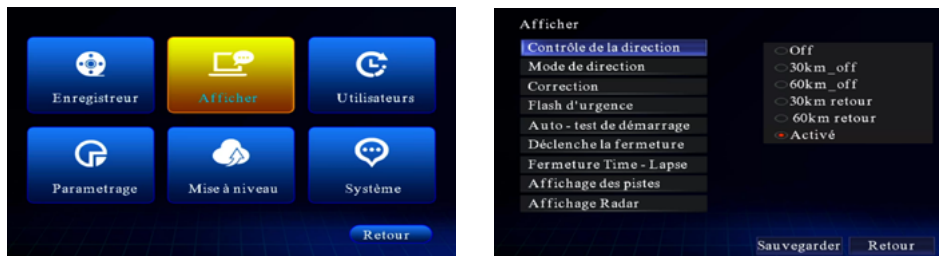 Enregistreur
Afficher
Utilisateurs
Parametrage
Mise à niveau
Système
Retour
Afficher
Contrôle de la direction
Mode de direction
Correction
Flash d'urgence
Auto - test de démarrage
Déclenche la fermeture
Fermeture Time - Lapse
Affichage des pistes
Affichage Radar
Off
30km_off
60km_off
30km retour
60km retour
Activé
Sauvegarder
Retour